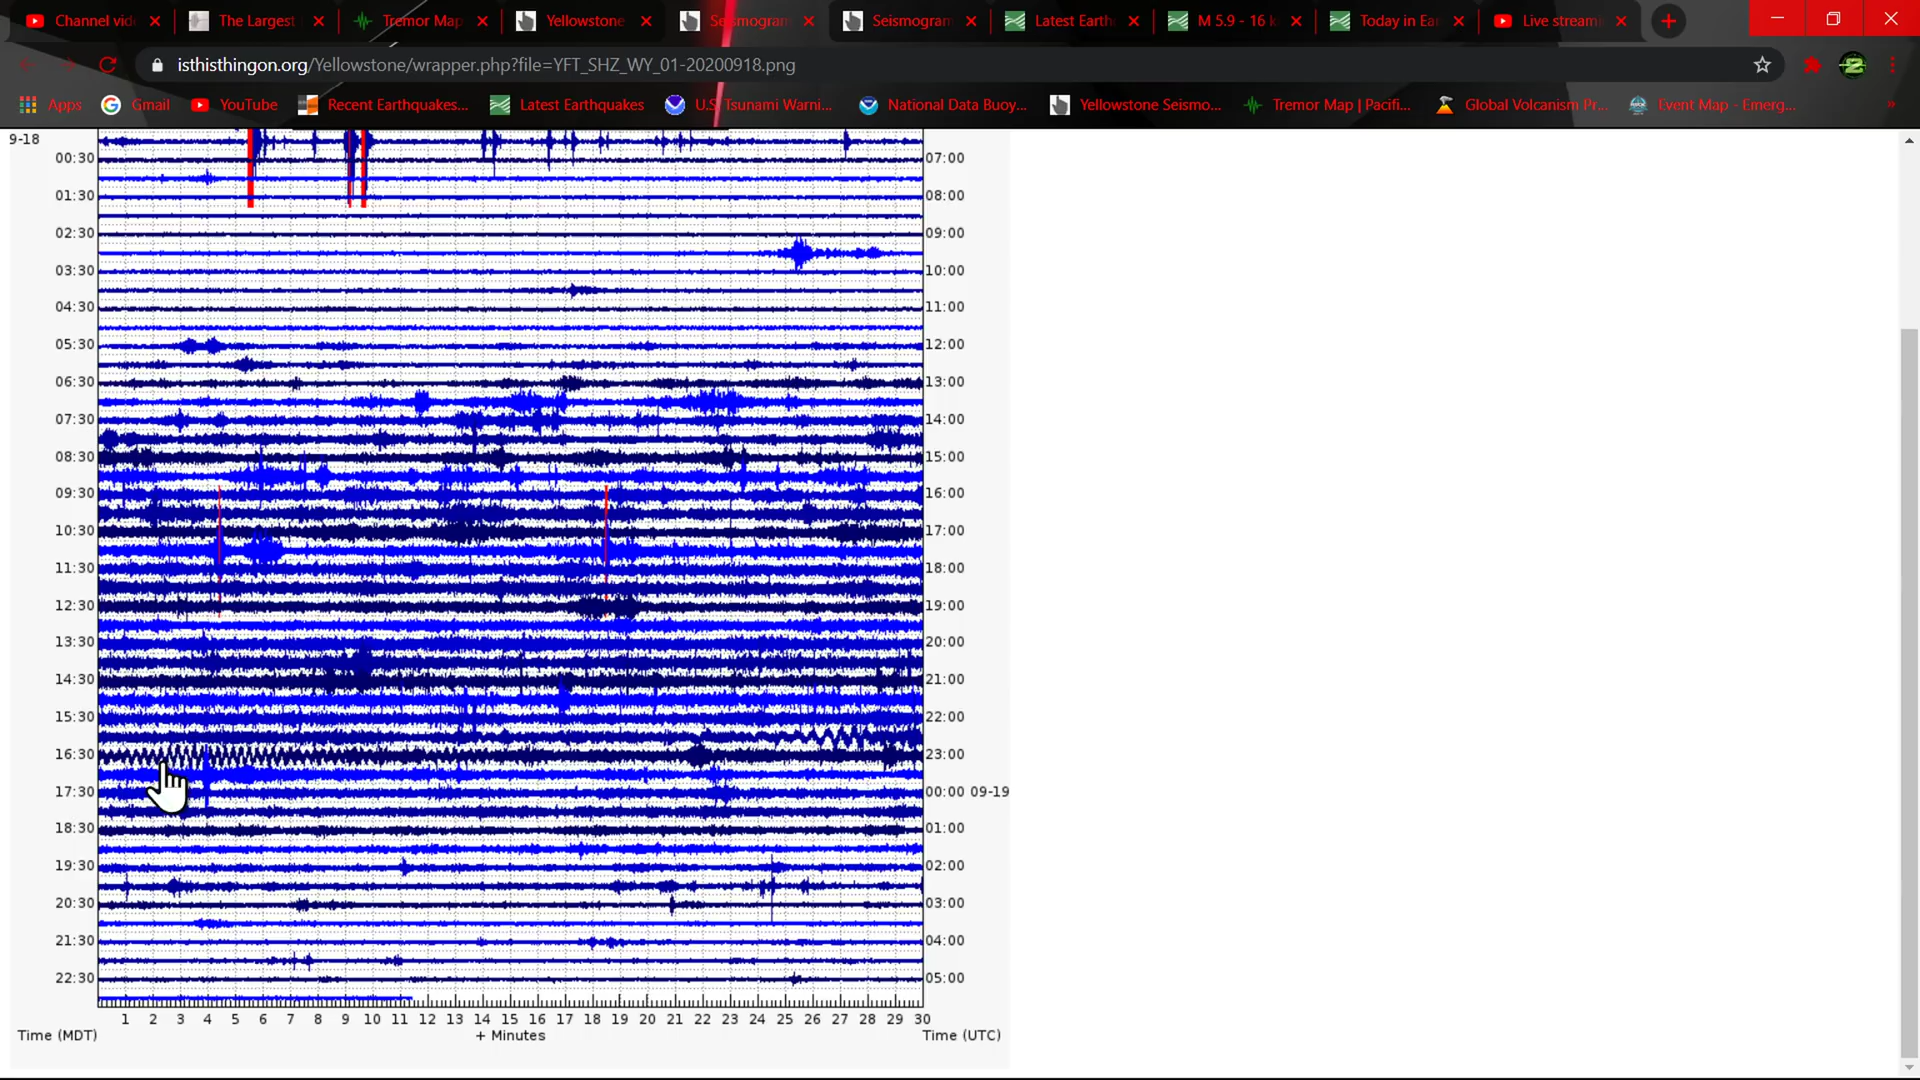 Channel vid
The Largest
Tremor Map
Yellowstone
Seismogram
Seismogram
Latest Earth
M 5.9 - 16 k
Today in Ear
Live stream
isthisthingon.org/Yellowstone/wrapper.php?file=YFT_SHZ_WY_01-20200918.png
Apps
Gmail
YouTube
Recent Earthquakes...
Latest Earthquakes
U.S. Tsunami Warni...
National Data Buoy...
Yellowstone Seismo...
Tremor Map | Pacifi...
Global Volcanism Pr...
Event Map - Emerg...
»
9-18
00:30 07:00
01:30 08:00
02:30 09:00
03:30 10:00
04:30 11:00
05:30 12:00
06:30 13:00
07:30 14:00
08:30 15:00
09:30 16:00
10:30 17:00
11:30 18:00
12:30 19:00
13:30 20:00
14:30 21:00
15:30 22:00
16:30 23:00
17:30 00:00 09-19
18:30 01:00
19:30 02:00
20:30 03:00
21:30 04:00
22:30 05:00
1 2 3 4 5 6 7 8 9 10 11 12 13 14 15 16 17 18 19 20 21 22 23 24 25 26 27 28 29 30
Time (MDT) + Minutes Time (UTC)